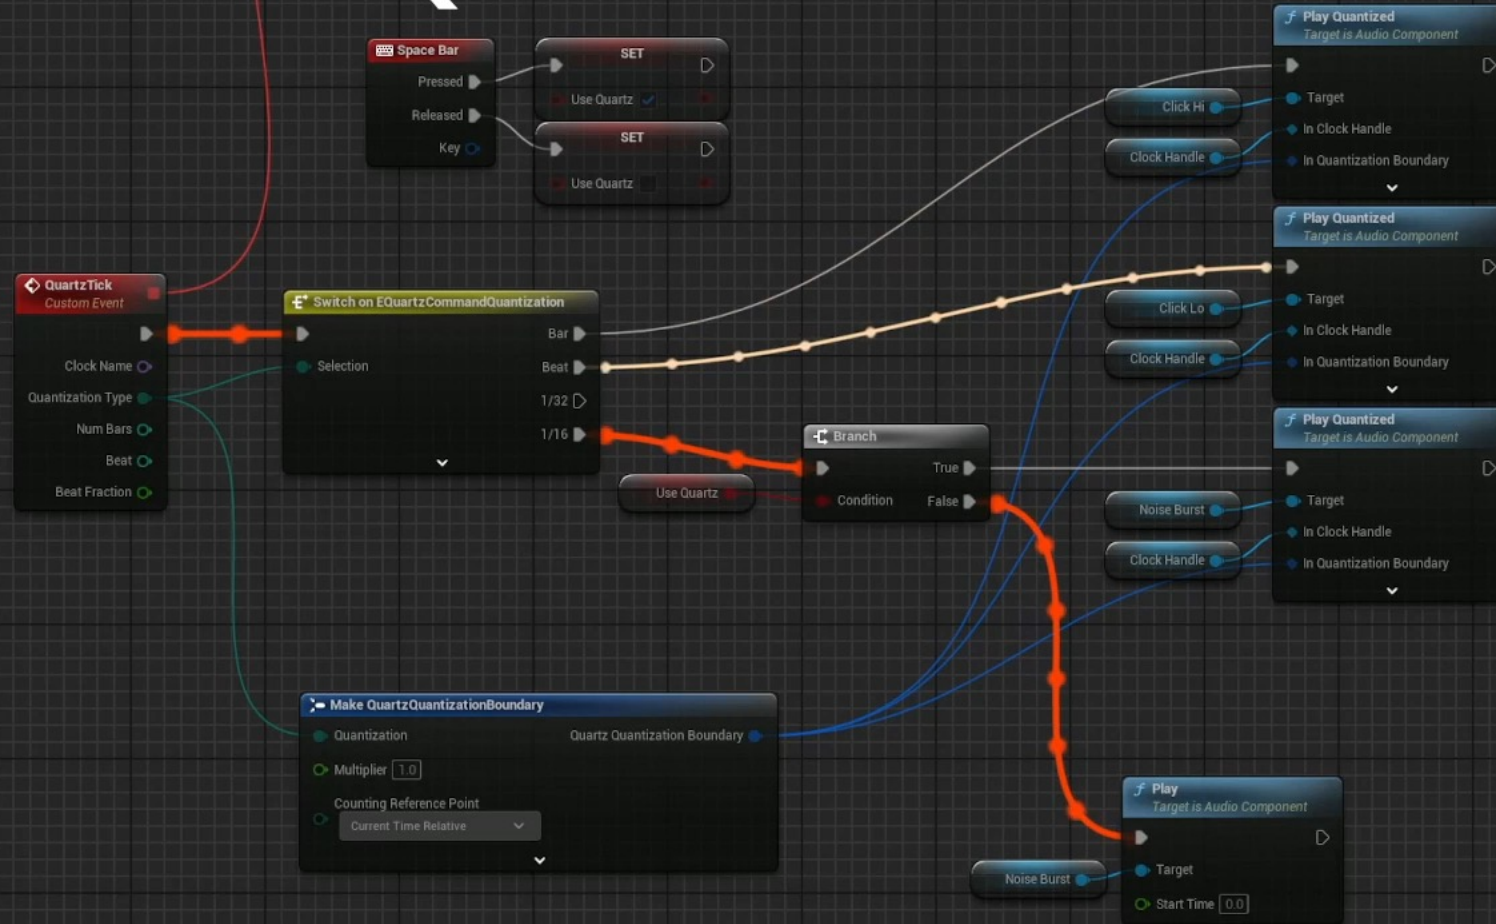 Space Bar
Pressed
Released
Key
SET
Use Quartz
SET
Use Quartz
QuartzTick
Custom Event
Clock Name
Quantization Type
Num Bars
Beat
Beat Fraction
Switch on EQuartzCommandQuantization
Selection
Bar
Beat
1/32
1/16
Use Quartz
Branch
Condition
True
False
Click Hi
Clock Handle
Play Quantized
Target is Audio Component
Target
In Clock Handle
In Quantization Boundary
Click Lo
Clock Handle
Play Quantized
Target is Audio Component
Target
In Clock Handle
In Quantization Boundary
Noise Burst
Clock Handle
Play Quantized
Target is Audio Component
Target
In Clock Handle
In Quantization Boundary
Make QuartzQuantizationBoundary
Quantization
Quartz Quantization Boundary
Multiplier 1.0
Counting Reference Point
Current Time Relative
Noise Burst
Play
Target is Audio Component
Target
Start Time 0.0